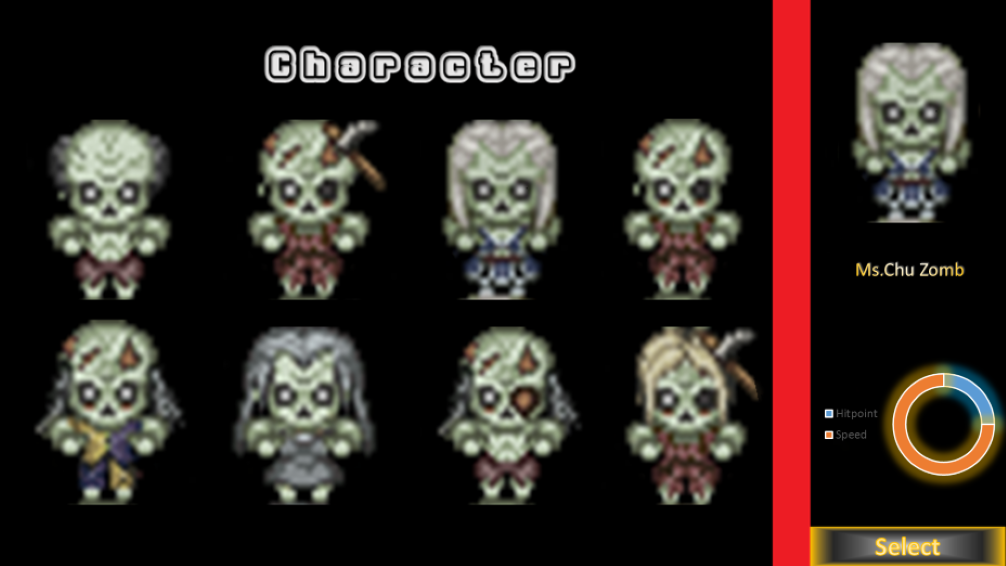 Character
Ms.Chu Zomb
Hitpoint
Speed
Select